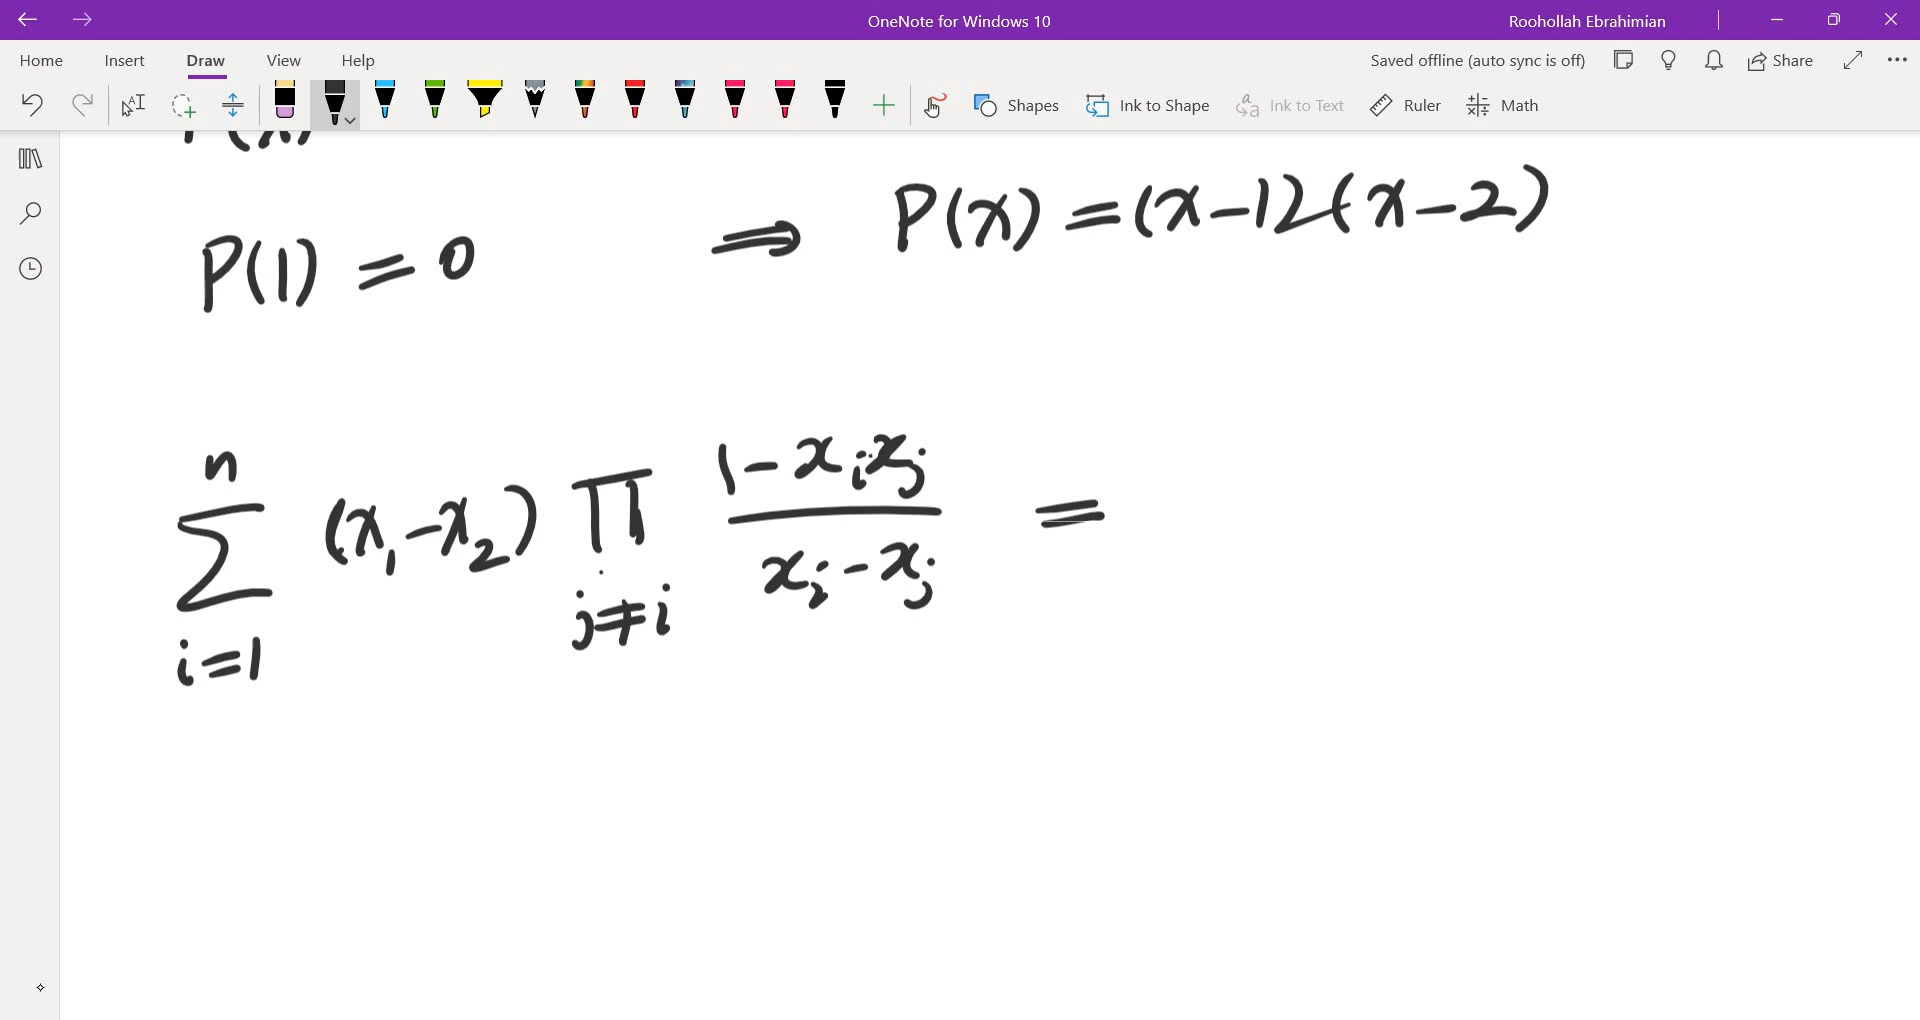 OneNote for Windows 10
Roohollah Ebrahimian
Home Insert Draw View Help
Saved offline (auto sync is off) Share
Shapes Ink to Shape Ink to Text Ruler Math
P(1) = 0 ⇒ P(x) = (x-1)(x-2)
n
∑ (x₁-x₂) ∏ (1-xᵢxⱼ)/(xᵢ-xⱼ) =
i=1 j≠i